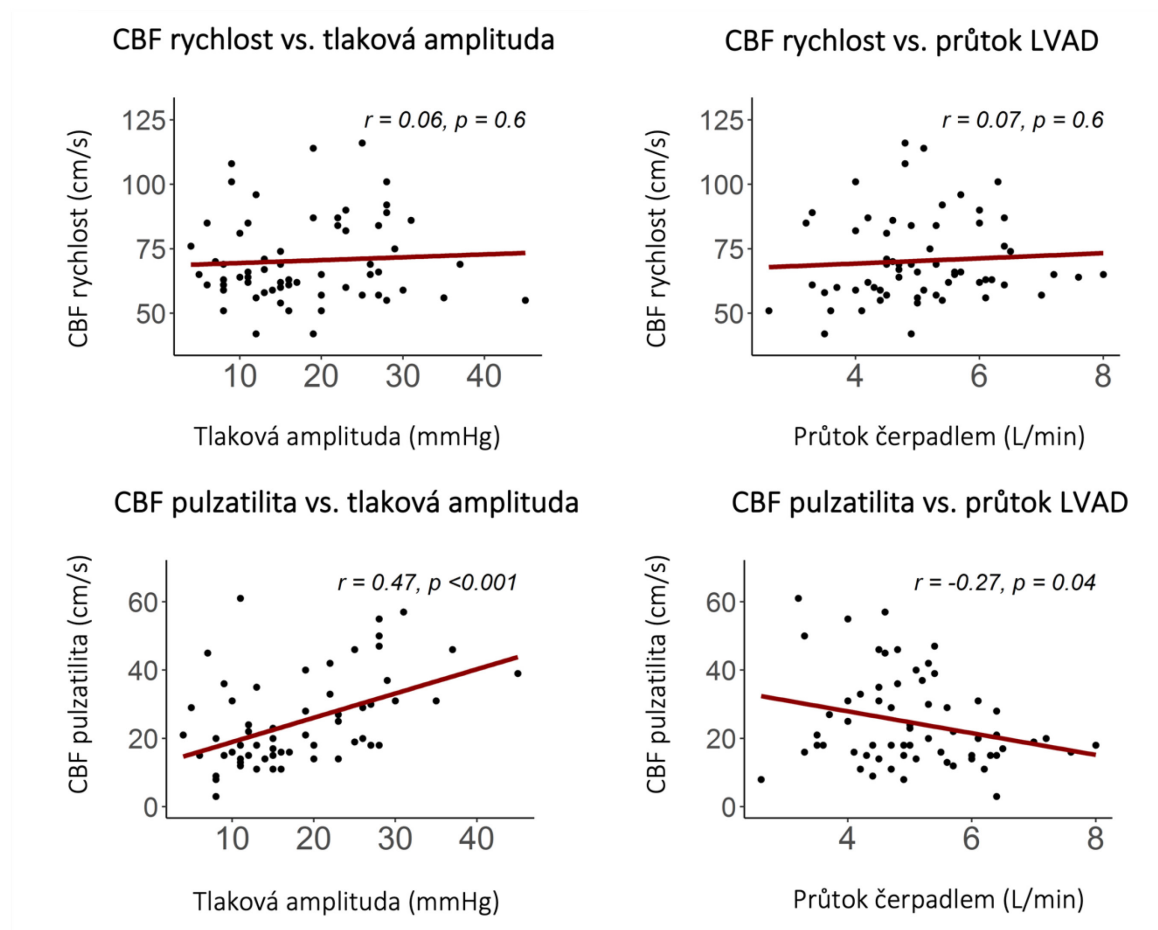 CBF rychlost vs. tlaková amplituda
r = 0.06, p = 0.6
CBF rychlost (cm/s)
125
100
75
50
10 20 30 40
Tlaková amplituda (mmHg)
CBF rychlost vs. průtok LVAD
r = 0.07, p = 0.6
CBF rychlost (cm/s)
125
100
75
50
4 6 8
Průtok čerpadlem (L/min)
CBF pulzatilita vs. tlaková amplituda
r = 0.47, p <0.001
CBF pulzatilita (cm/s)
60
40
20
0
10 20 30 40
Tlaková amplituda (mmHg)
CBF pulzatilita vs. průtok LVAD
r = -0.27, p = 0.04
CBF pulzatilita (cm/s)
60
40
20
0
4 6 8
Průtok čerpadlem (L/min)